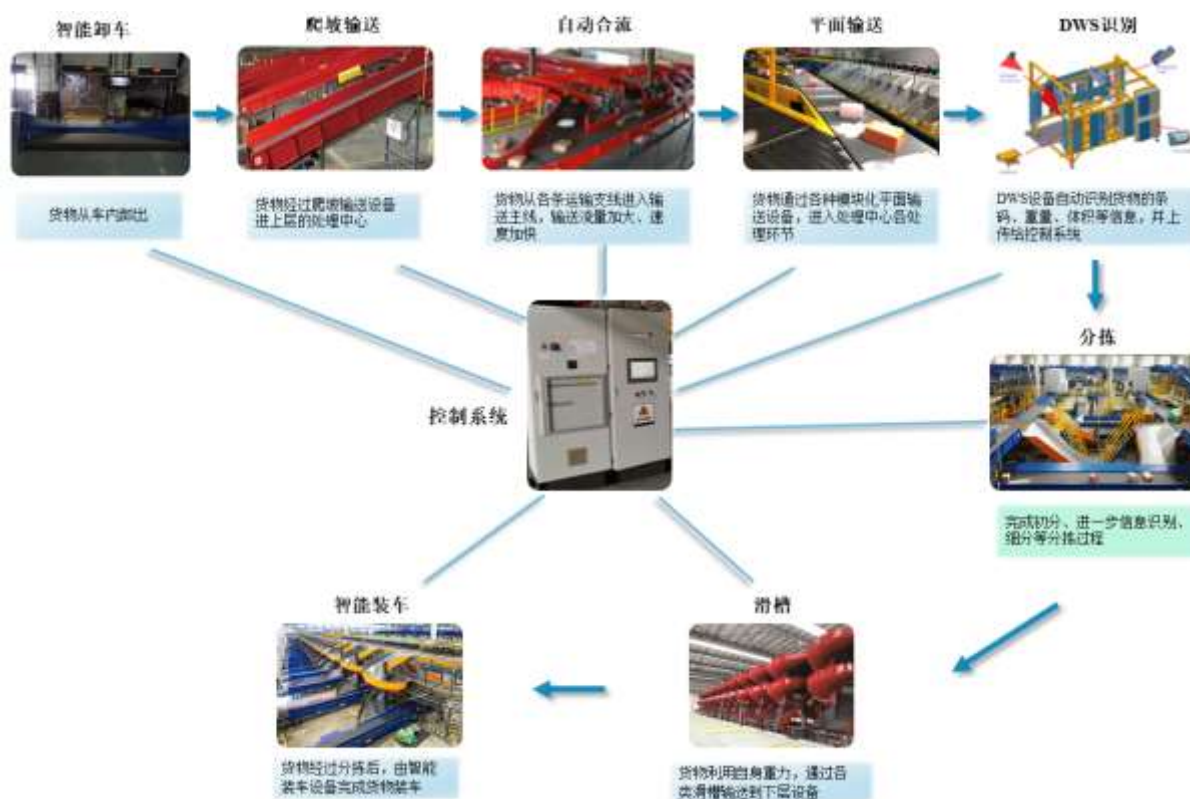 智能卸车
爬坡输送
自动合流
平面输送
DWS识别
货物从车内卸出
货物经过爬坡输送设备
进上层的处理中心
货物从各条运输支线进入输
送主线，输送流量加大、速
度加快
货物通过各种模块化平面输
送设备，进入处理中心各处
理环节
DWS设备自动识别货物的条
码、重量、体积等信息，并上
传给控制系统
分拣
控制系统
完成初分、进一步信息识别、
细分等分拣过程
智能装车
滑槽
货物经过分拣后，由智能
装车设备完成货物装车
货物利用自身重力，通过各
类滑槽输送到下层设备